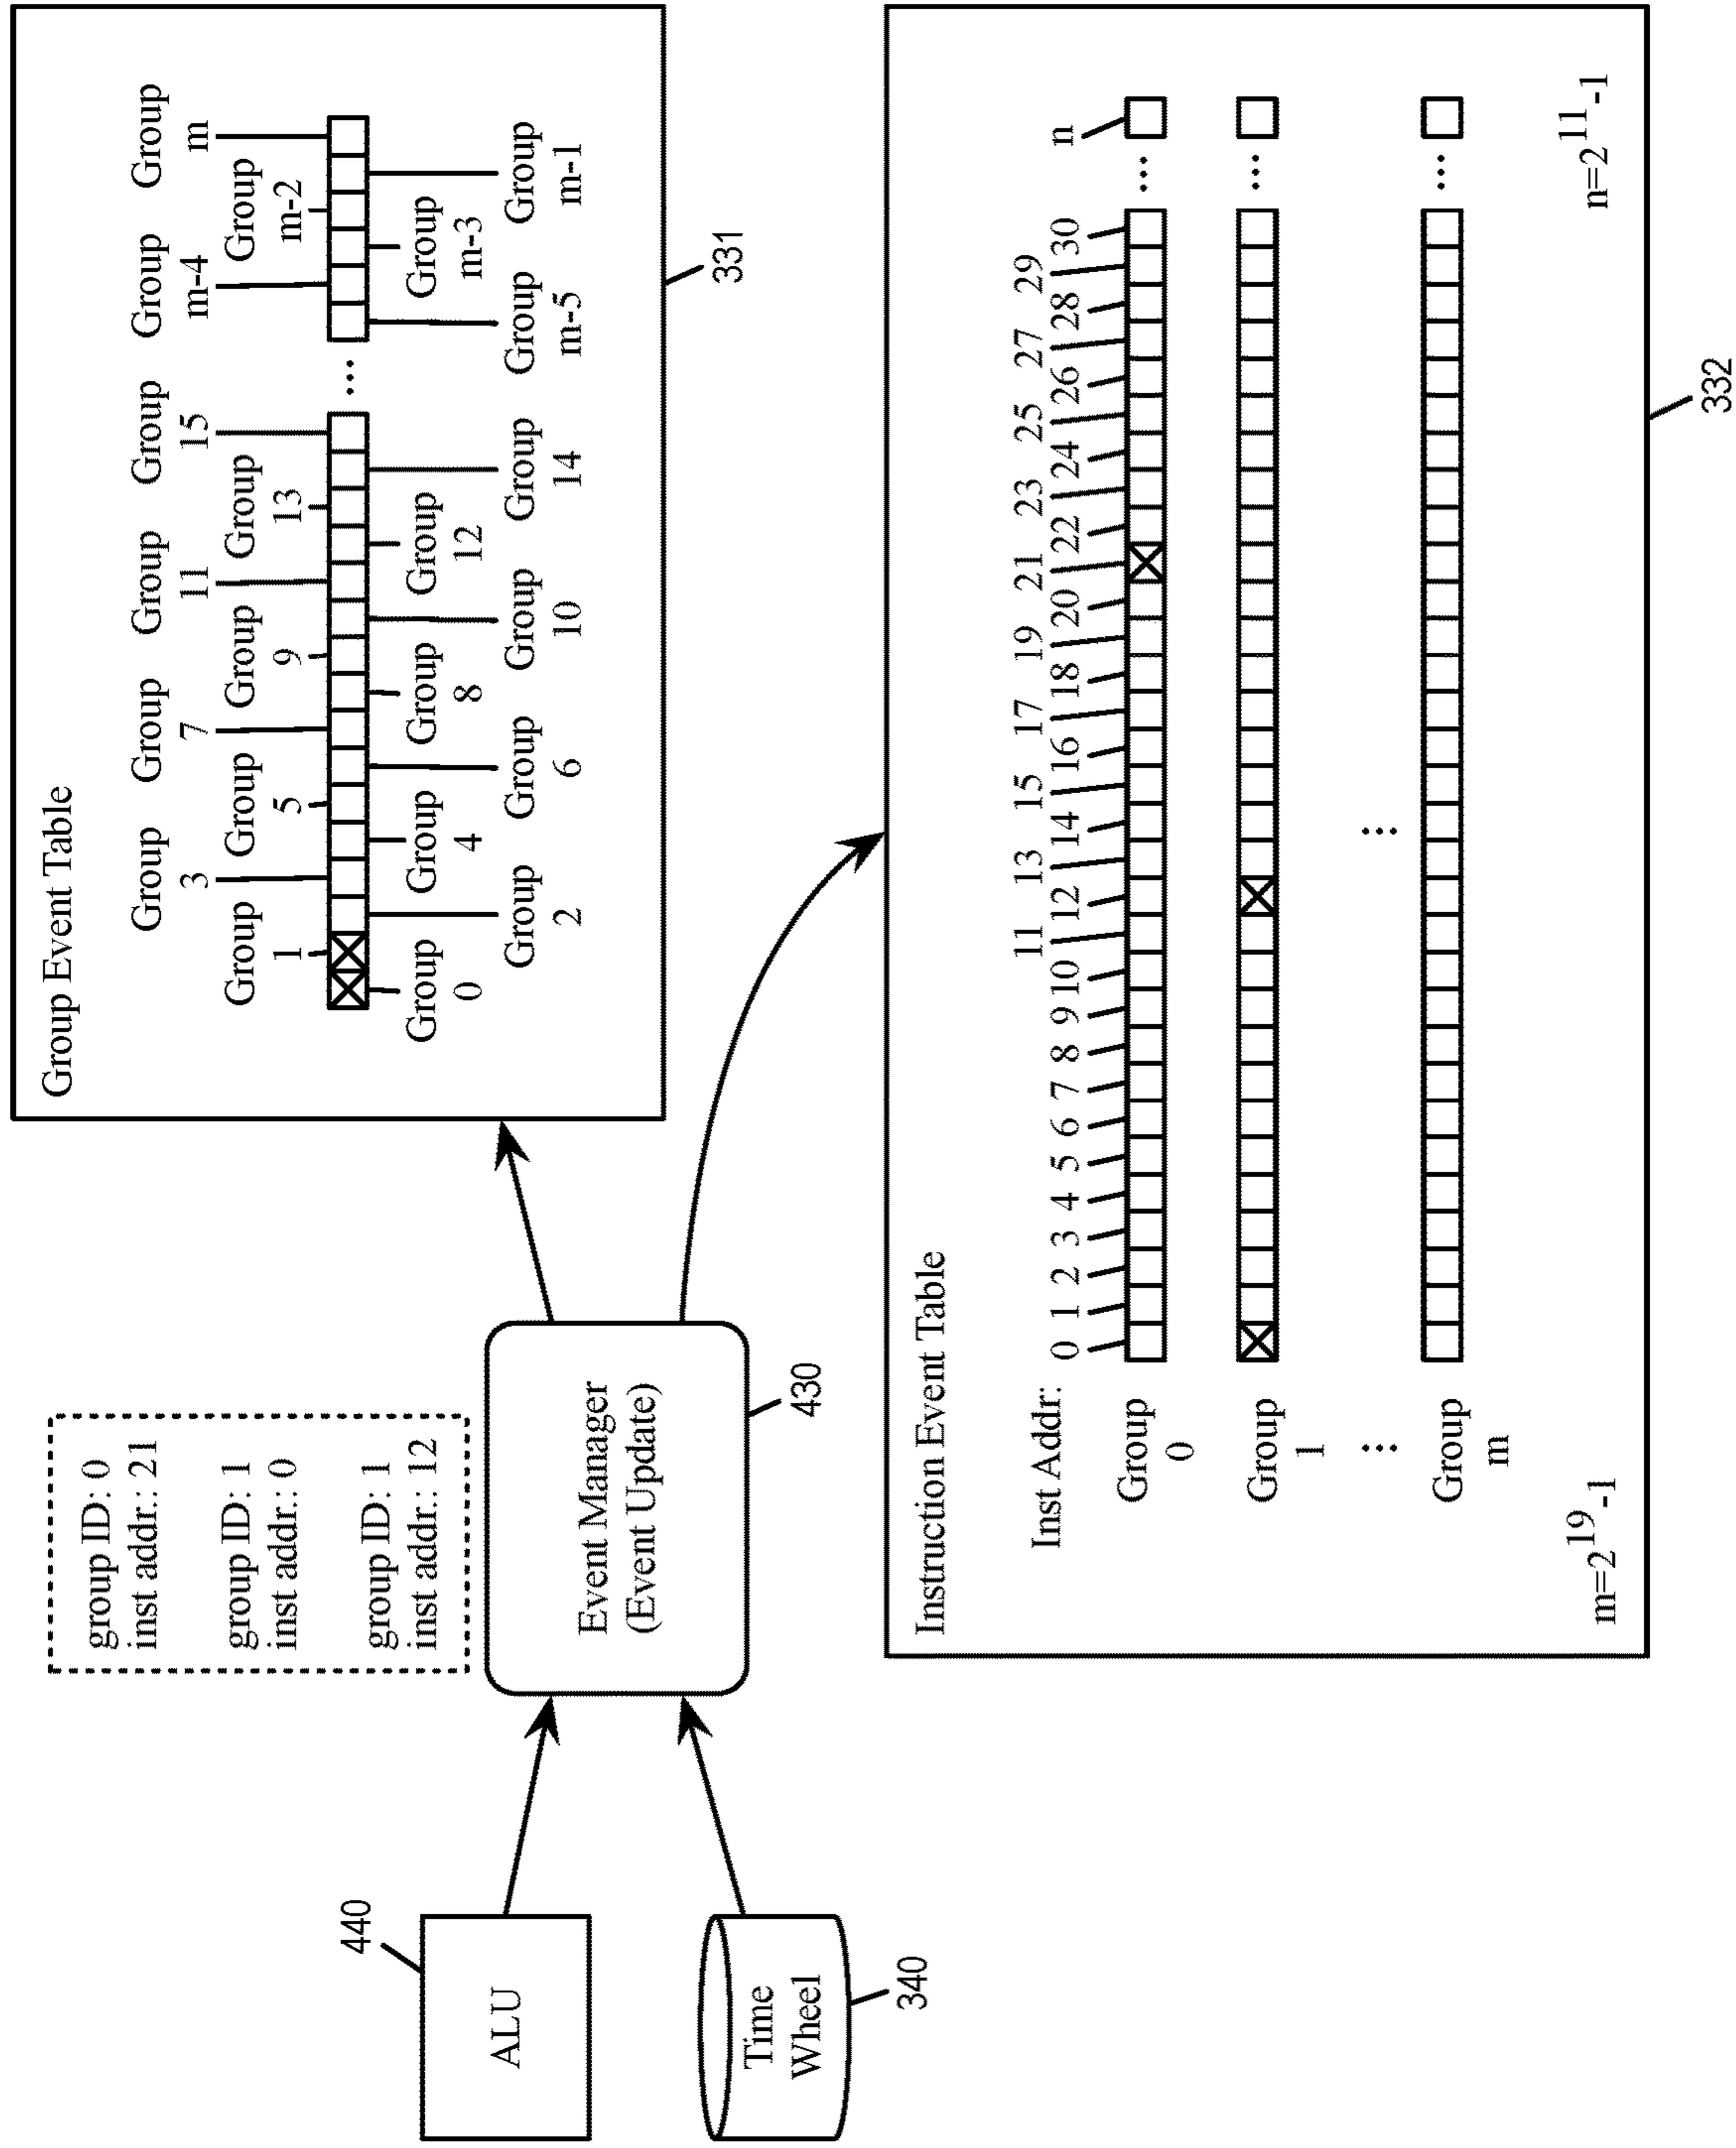 440
ALU
Time
Wheel
340
group ID: 0
inst addr.: 21
group ID: 1
inst addr.: 0
group ID: 1
inst addr.: 12
Event Manager
(Event Update)
430
Group Event Table
Group
3
Group
7
Group
11
Group
15
Group
m-4
Group
m
Group
1
Group
5
Group
9
Group
13
Group
m-2
...
Group
0
Group
4
Group
8
Group
12
Group
m-3
Group
2
Group
6
Group
10
Group
14
Group
m-5
Group
m-1
331
Instruction Event Table
Inst Addr:
0 1 2 3 4 5 6 7 8 9 10 11 12 13 14 15 16 17 18 19 20 21 22 23 24 25 26 27 28 29 30 n
Group
0
...
Group
1
...
...
...
Group
m
...
m=2^19-1
n=2^11-1
332